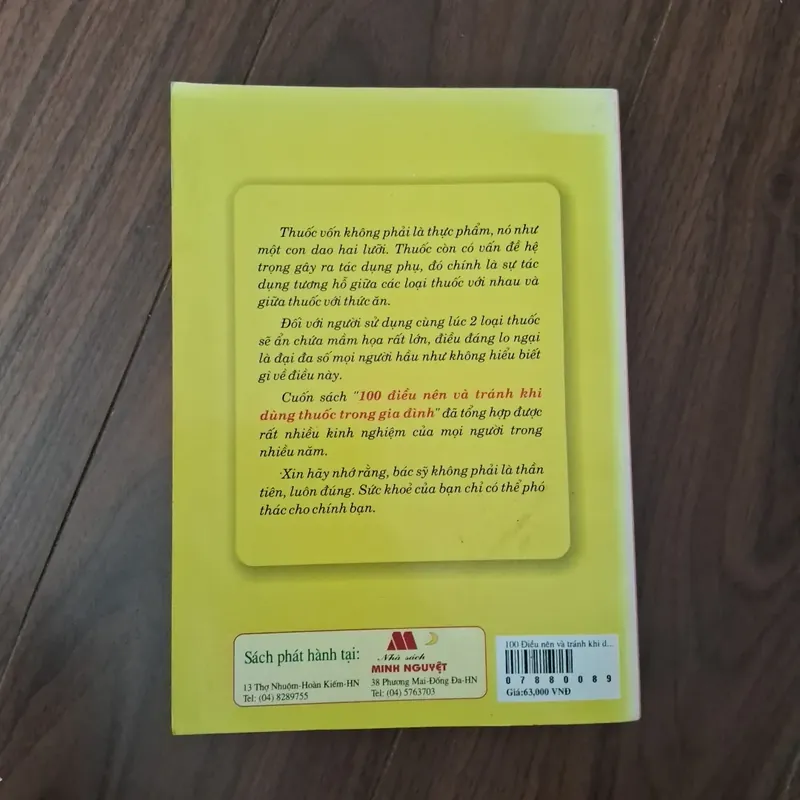 Thuốc vốn không phải là thực phẩm, nó như
một con dao hai lưỡi. Thuốc còn có vấn đề hệ
trọng gây ra tác dụng phụ, đó chính là sự tác
dụng tương hỗ giữa các loại thuốc với nhau và
giữa thuốc với thức ăn.
Đối với người sử dụng cùng lúc 2 loại thuốc
sẽ ẩn chứa mầm họa rất lớn, điều đáng lo ngại
là đại đa số mọi người hầu như không hiểu biết
gì về điều này.
Cuốn sách "100 điều nên và tránh khi
dùng thuốc trong gia đình" đã tổng hợp được
rất nhiều kinh nghiệm của mọi người trong
nhiều năm.
Xin hãy nhớ rằng, bác sỹ không phải là thần
tiên, luôn đúng. Sức khoẻ của bạn chỉ có thể phó
thác cho chính bạn.
Sách phát hành tại:
Nhà sách
MINH NGUYỆT
13 Thợ Nhuộm-Hoàn Kiếm-HN
Tel: (04) 8289755
38 Phương Mai-Đống Đa-HN
Tel: (04) 5763703
100 Điều nên và tránh khi d...
07880089
Giá:63,000 VNĐ